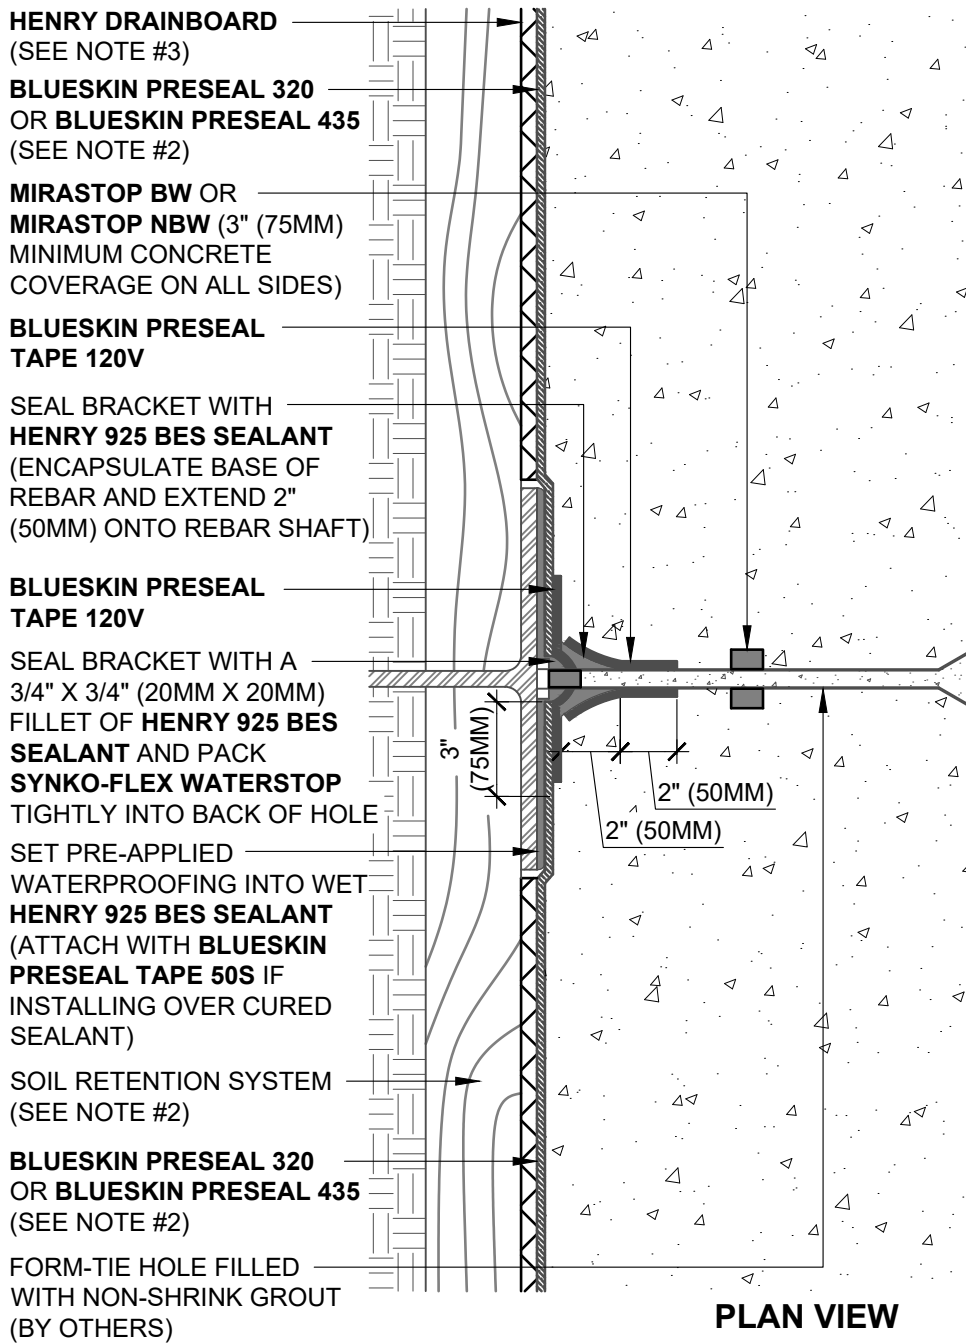 HENRY DRAINBOARD
(SEE NOTE #3)
BLUESKIN PRESEAL 320
OR BLUESKIN PRESEAL 435
(SEE NOTE #2)
MIRASTOP BW OR
MIRASTOP NBW (3" (75MM)
MINIMUM CONCRETE
COVERAGE ON ALL SIDES)
BLUESKIN PRESEAL
TAPE 120V
SEAL BRACKET WITH
HENRY 925 BES SEALANT
(ENCAPSULATE BASE OF
REBAR AND EXTEND 2"
(50MM) ONTO REBAR SHAFT)
BLUESKIN PRESEAL
TAPE 120V
SEAL BRACKET WITH A
3/4" X 3/4" (20MM X 20MM)
FILLET OF HENRY 925 BES
SEALANT AND PACK
SYNKO-FLEX WATERSTOP
TIGHTLY INTO BACK OF HOLE
SET PRE-APPLIED
WATERPROOFING INTO WET
HENRY 925 BES SEALANT
(ATTACH WITH BLUESKIN
PRESEAL TAPE 50S IF
INSTALLING OVER CURED
SEALANT)
SOIL RETENTION SYSTEM
(SEE NOTE #2)
BLUESKIN PRESEAL 320
OR BLUESKIN PRESEAL 435
(SEE NOTE #2)
FORM-TIE HOLE FILLED
WITH NON-SHRINK GROUT
(BY OTHERS)
3"
(75MM)
2" (50MM)
2" (50MM)
PLAN VIEW